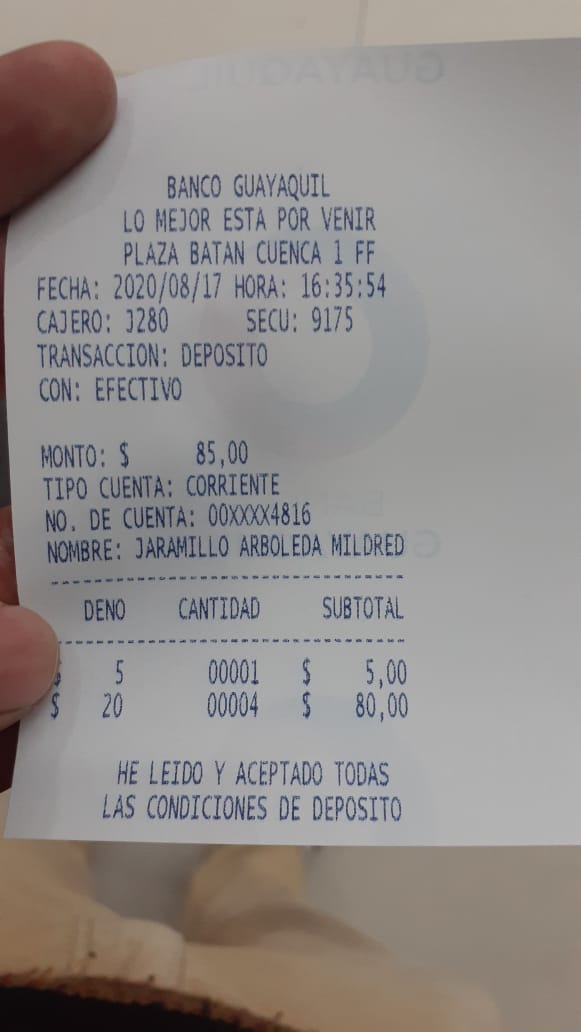 GUAYAQUIL
BANCO GUAYAQUIL
LO MEJOR ESTA POR VENIR
PLAZA BATAN CUENCA 1 FF
FECHA: 2020/08/17 HORA: 16:35:54
CAJERO: J280 SECU: 9175
TRANSACCION: DEPOSITO
CON: EFECTIVO
MONTO: $ 85,00
TIPO CUENTA: CORRIENTE
NO. DE CUENTA: 00XXXX4816
NOMBRE: JARAMILLO ARBOLEDA MILDRED
DENO CANTIDAD SUBTOTAL
$ 5 00001 $ 5,00
$ 20 00004 $ 80,00
HE LEIDO Y ACEPTADO TODAS
LAS CONDICIONES DE DEPOSITO